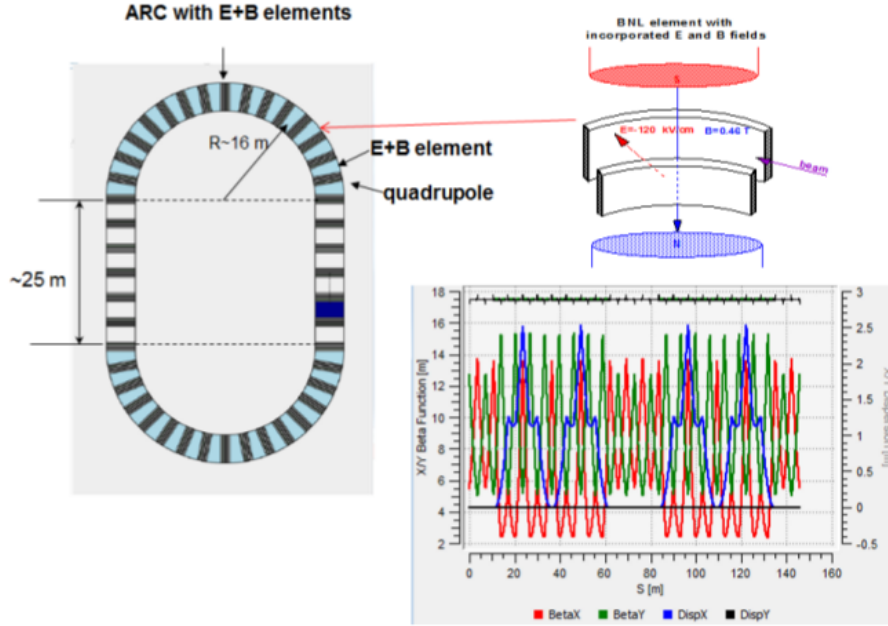 ARC with E+B elements
BNL element with
incorporated E and B fields
S
E=-120 kV/cm
B=0.46 T
beam
N
R~16 m
E+B element
quadrupole
~25 m
18
16
14
12
10
8
6
4
2
X/Y Beta Function [m]
3
2.5
2
1.5
1
0.5
0
-0.5
X/Y Dispersion [m]
0
20
40
60
80
100
120
140
160
S [m]
BetaX
BetaY
DispX
DispY